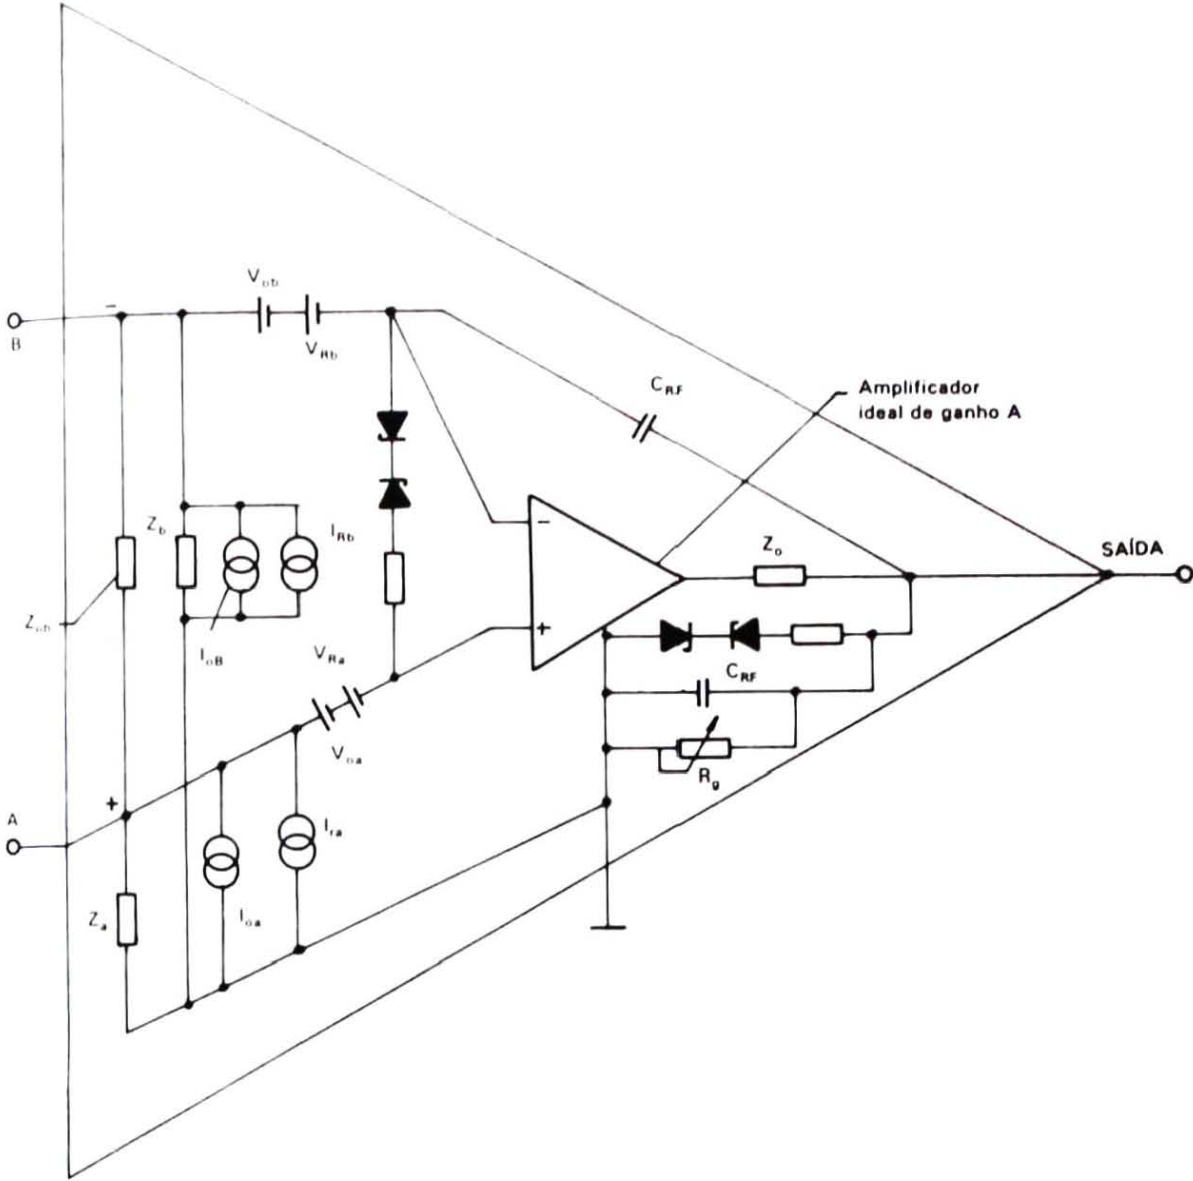 V_ob
-
B
V_Rb
C_RF
Amplificador
ideal de ganho A
Z_b
I_Rb
-
Z_o
SAÍDA
Z_ab
I_oB
+
V_Ra
C_RF
V_oa
R_g
+
A
I_ra
Z_a
I_oa